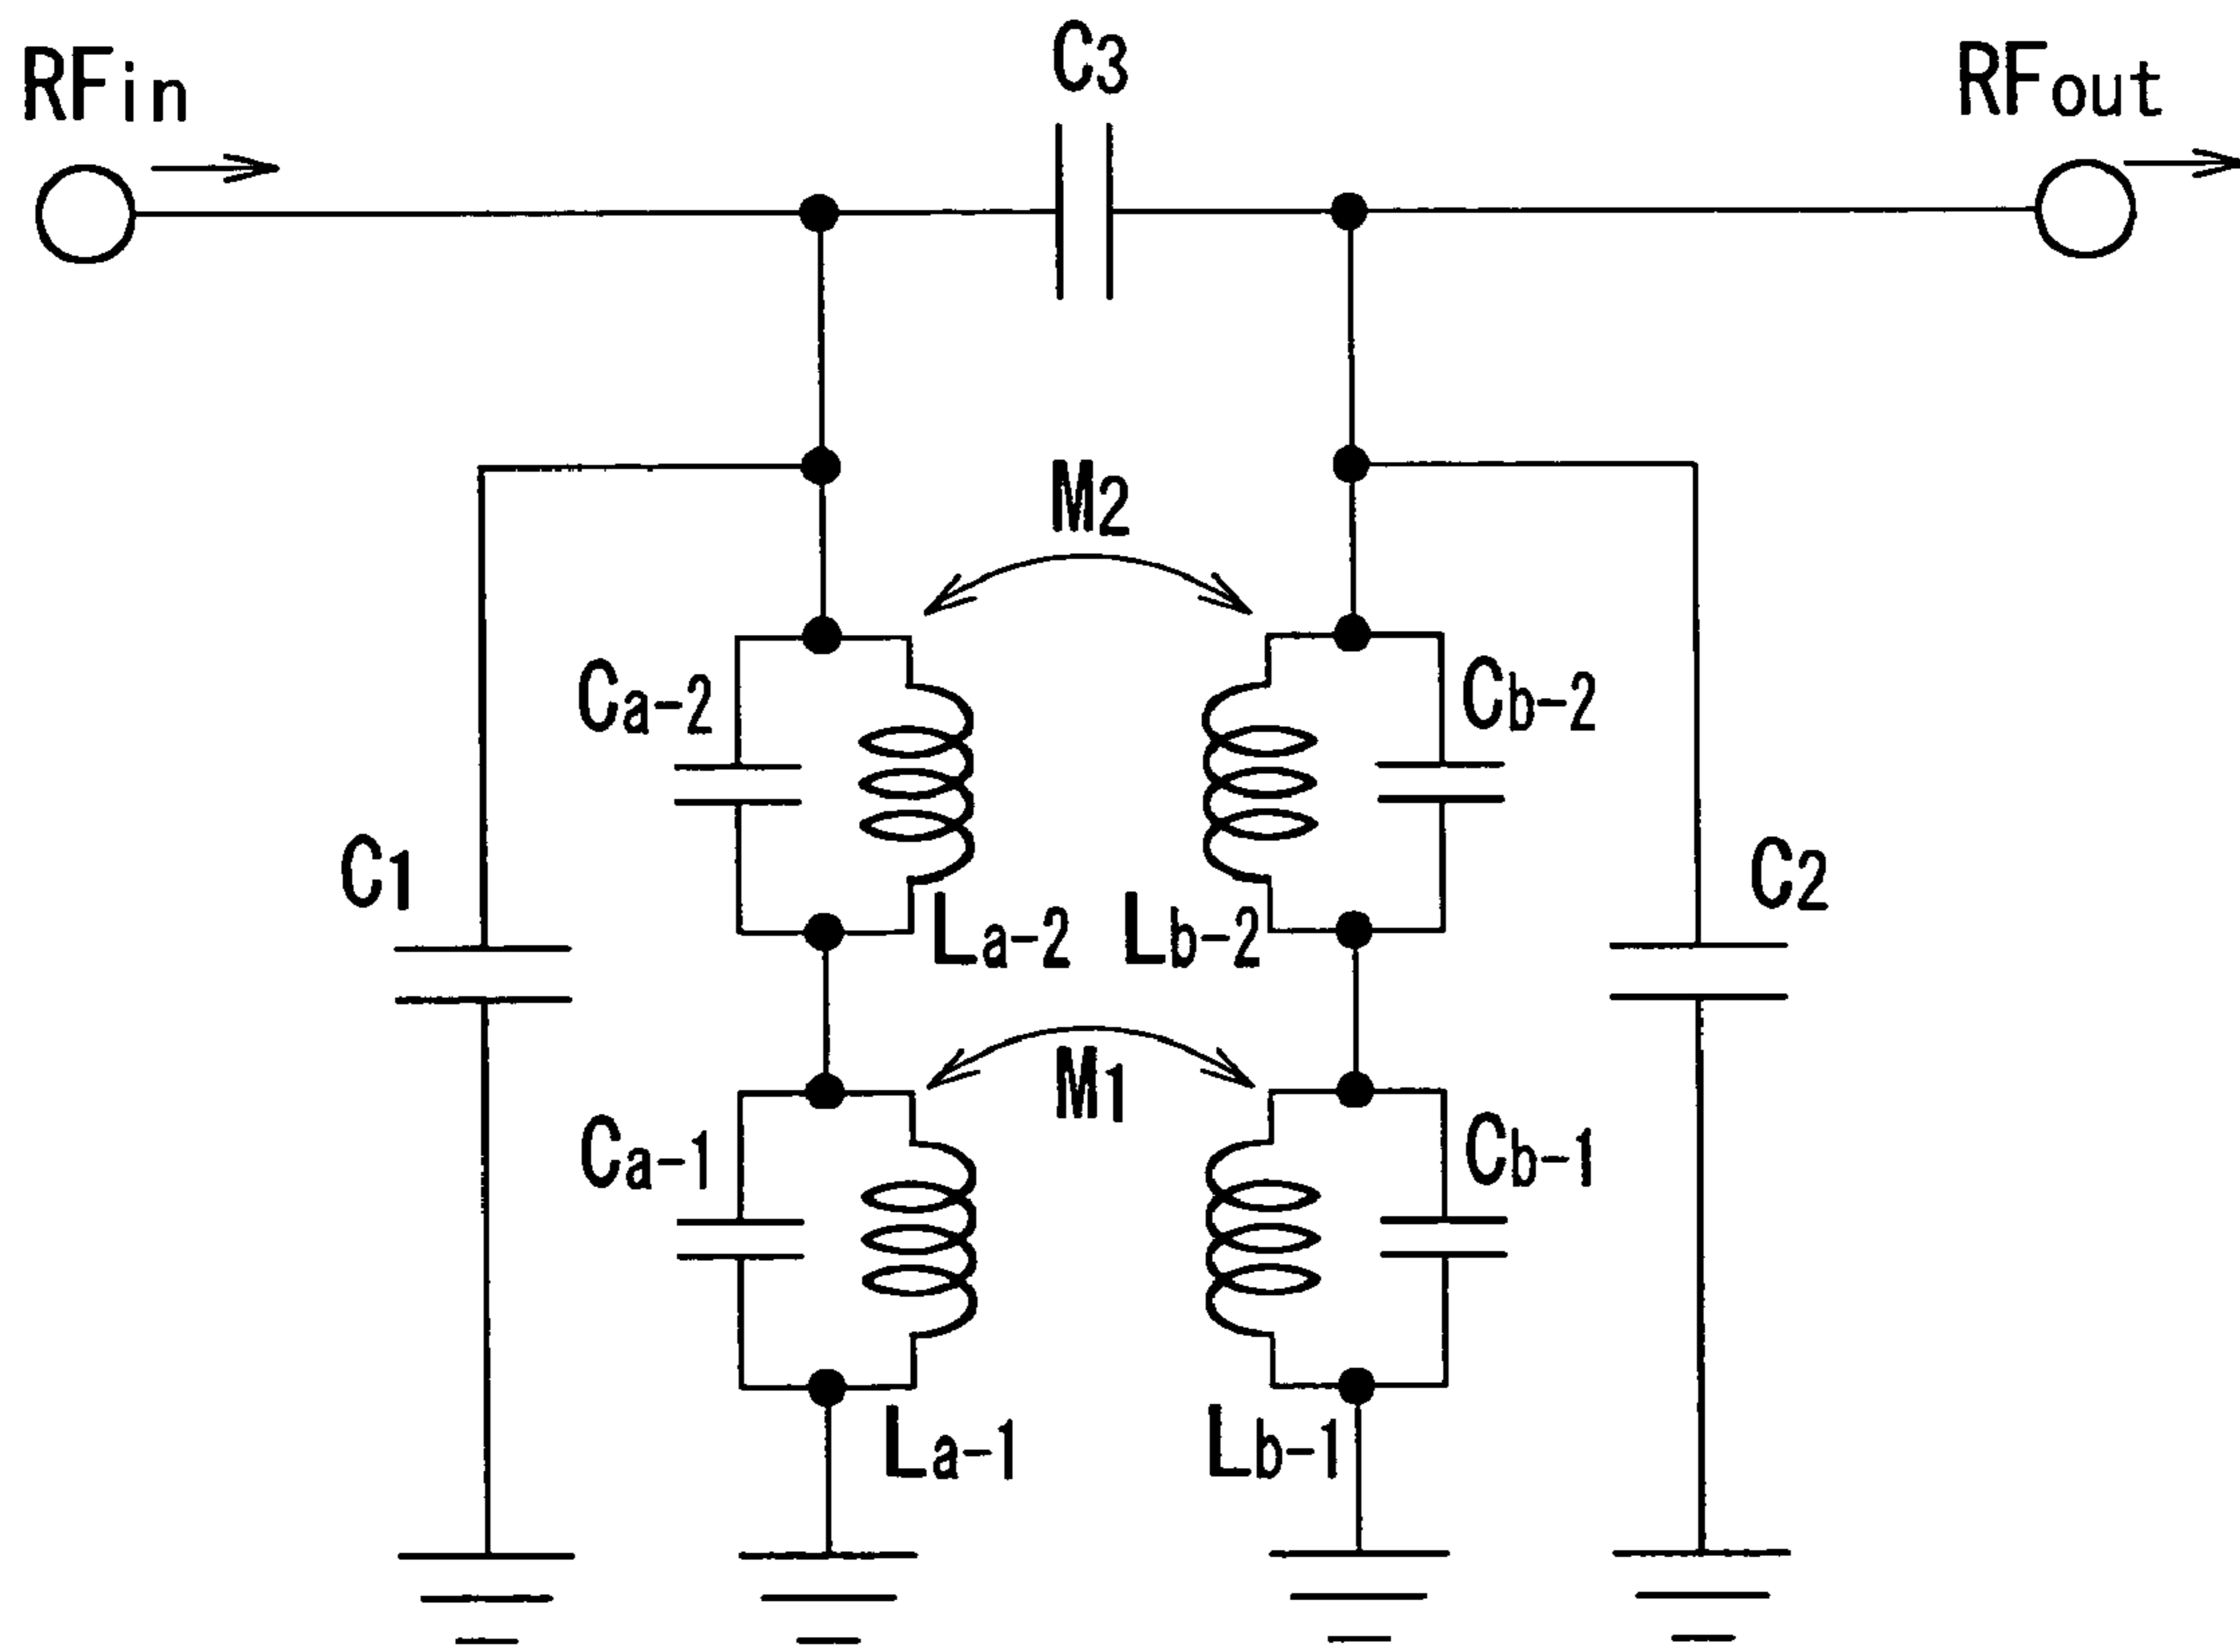 RFin
C3
RFout
M2
Ca-2
Cb-2
C1
La-2
Lb-2
C2
M1
Ca-1
Cb-1
La-1
Lb-1